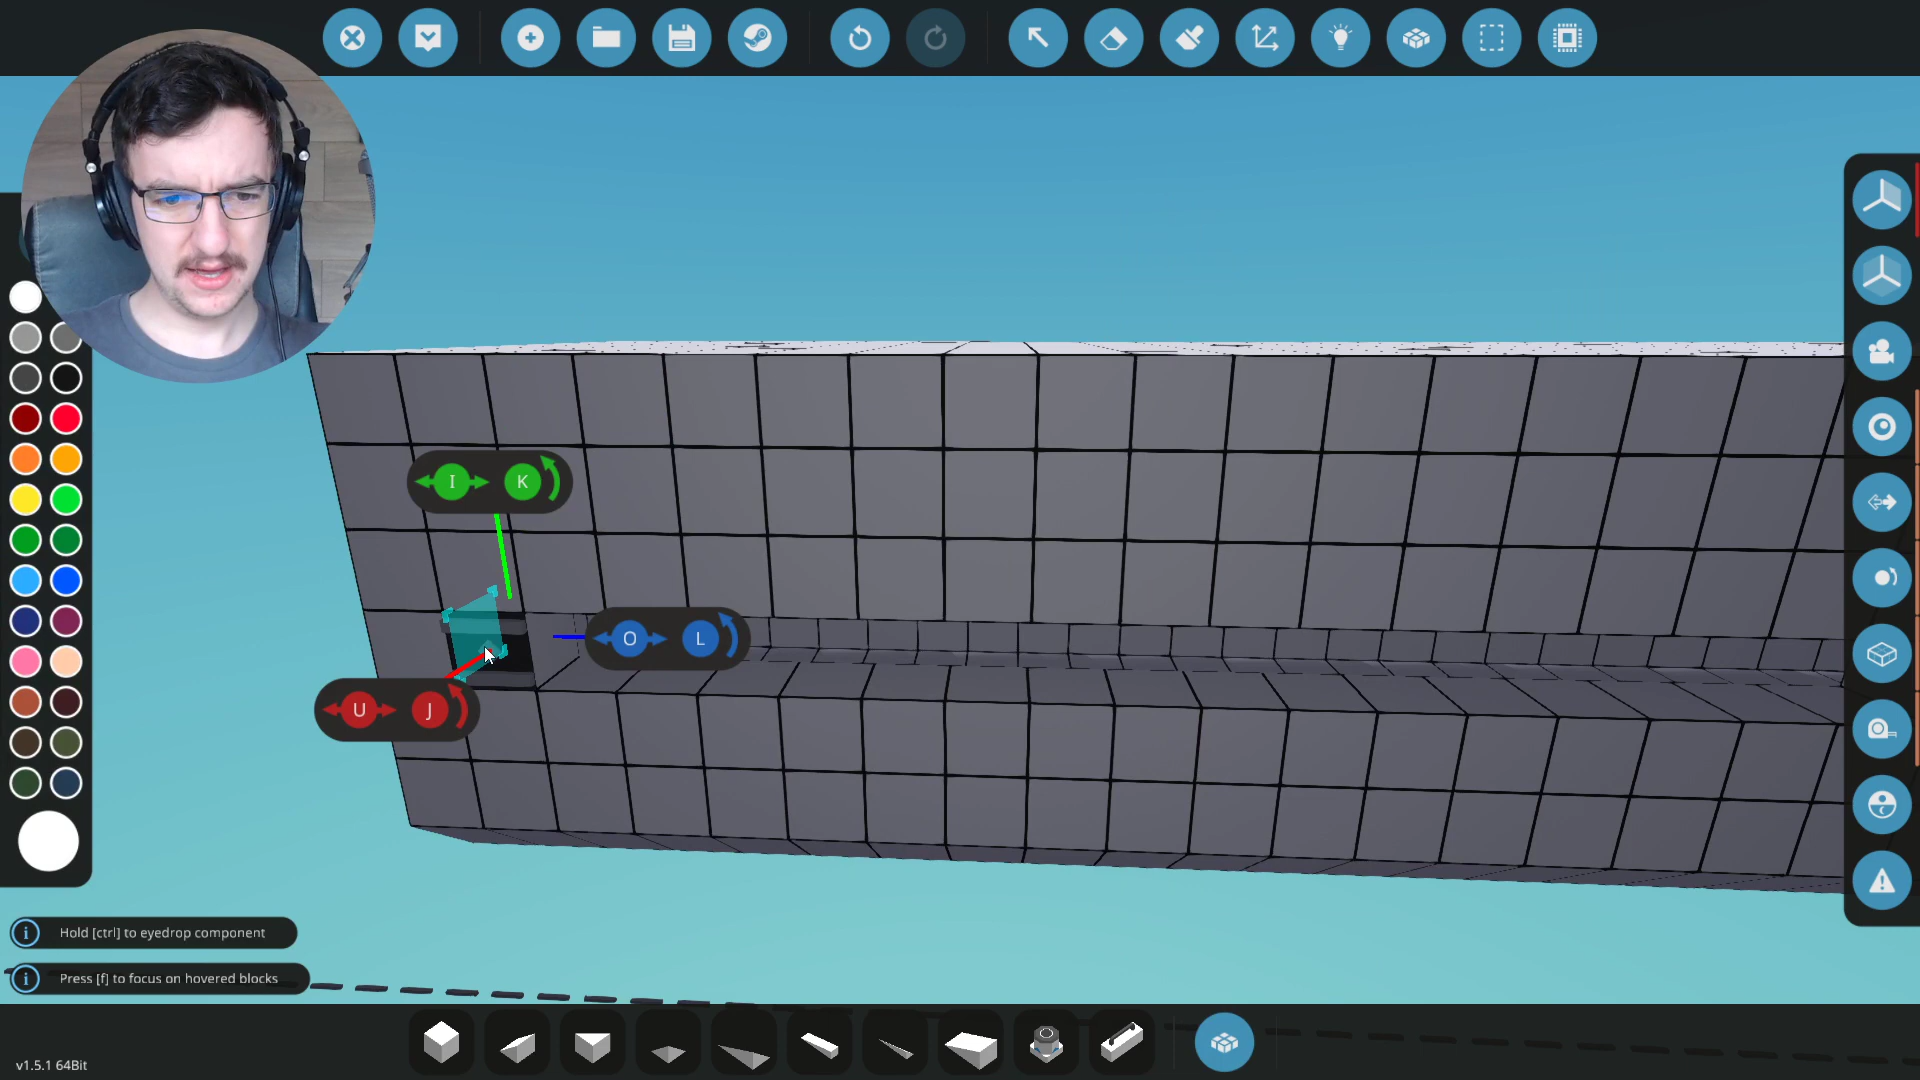 I K
O L
U J
Hold [ctrl] to eyedrop component
Press [f] to focus on hovered blocks
v1.5.1 64Bit